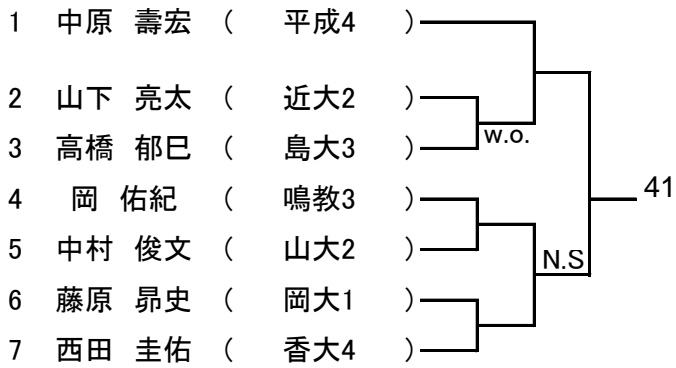 1 中原 壽宏 ( 平成4 )
2 山下 亮太 ( 近大2 )
w.o.
3 高橋 郁巳 ( 島大3 )
4 岡 佑紀 ( 鳴教3 )
41
5 中村 俊文 ( 山大2 )
N.S
6 藤原 昴史 ( 岡大1 )
7 西田 圭佑 ( 香大4 )